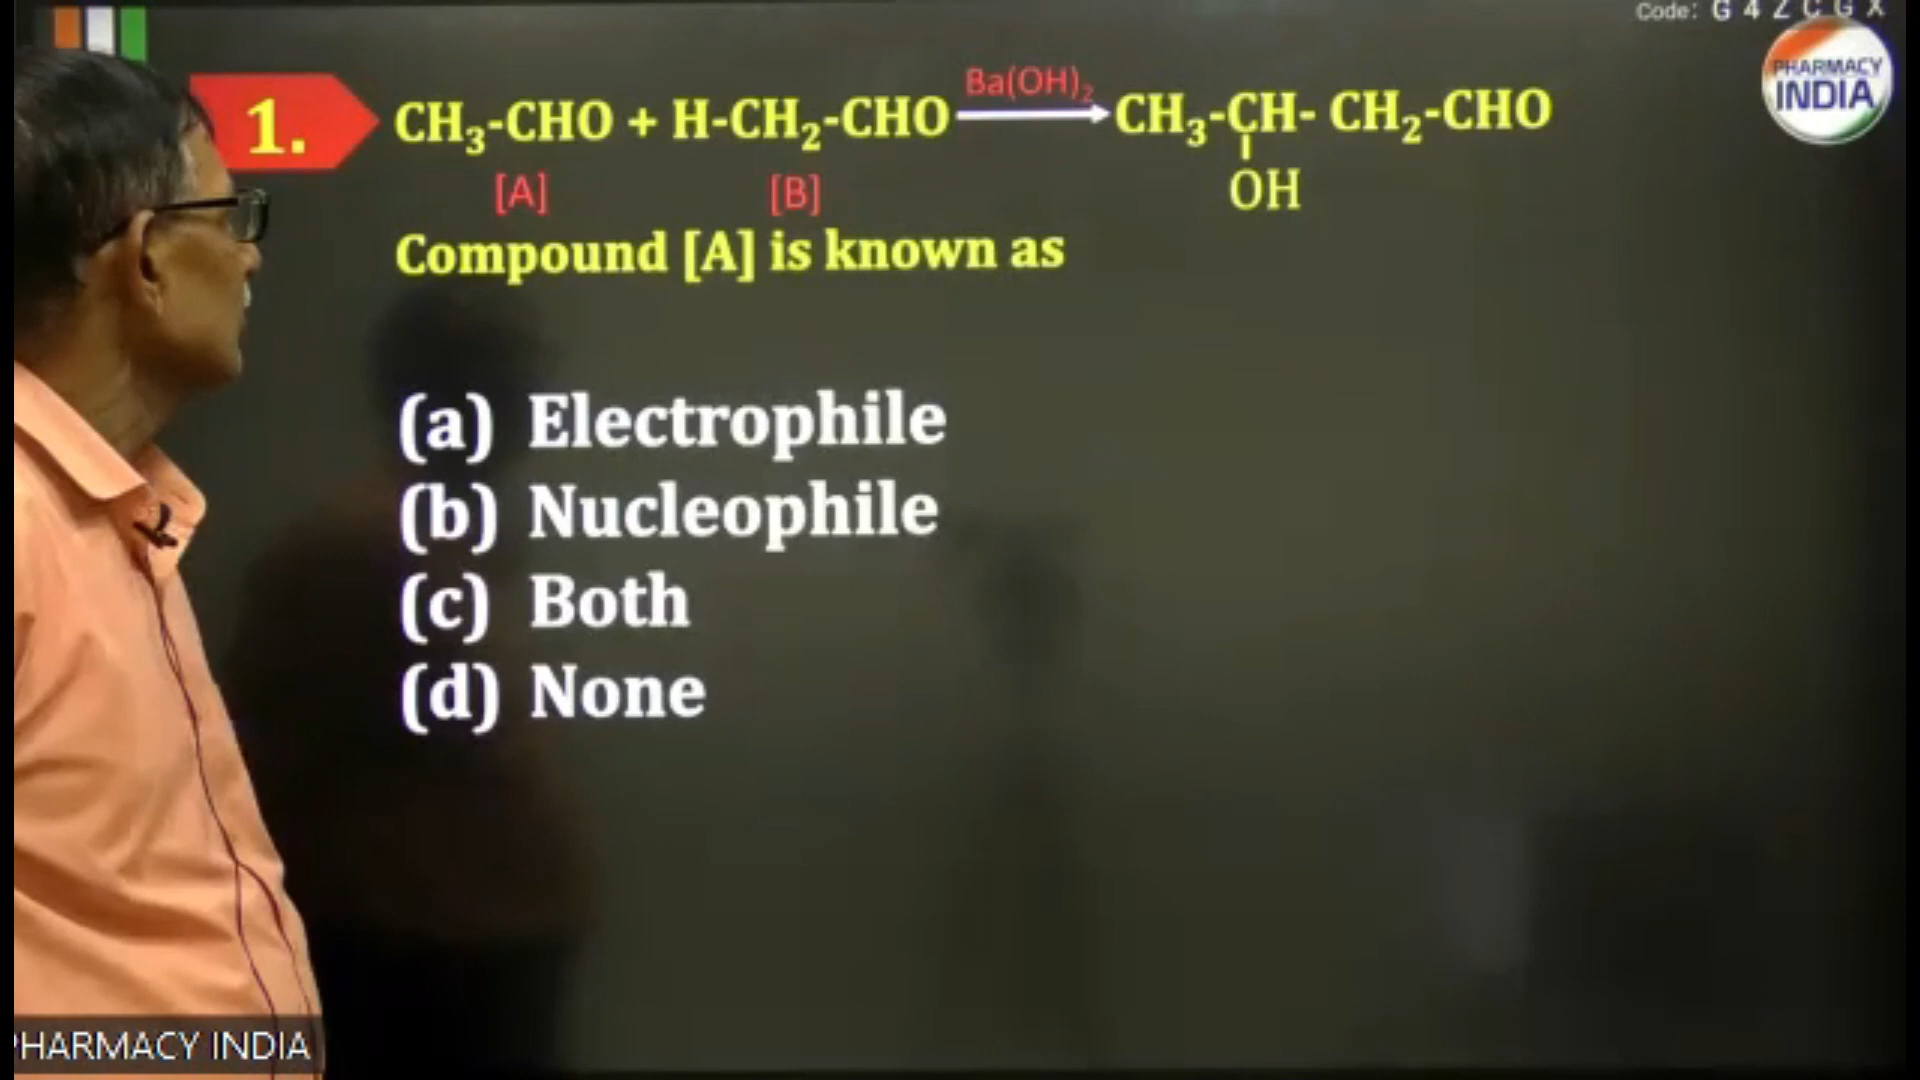 Code: G 4 Z C G X
PHARMACY
INDIA
1.
CH₃-CHO + H-CH₂-CHO Ba(OH)₂ CH₃-CH- CH₂-CHO
OH
[A] [B]
Compound [A] is known as
(a) Electrophile
(b) Nucleophile
(c) Both
(d) None
PHARMACY INDIA